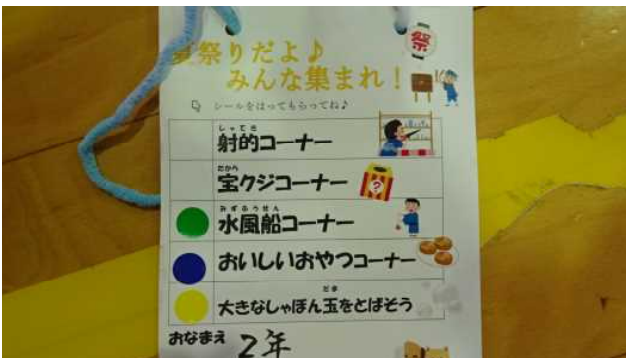 夏祭りだよ♪
みんな集まれ！
祭
シールをはってもらってね♪
しゃてき
射的コーナー
たから
宝クジコーナー
?
みずふうせん
水風船コーナー
おいしいおやつコーナー
だま
大きなしゃぼん玉をとばそう
おなまえ 2年